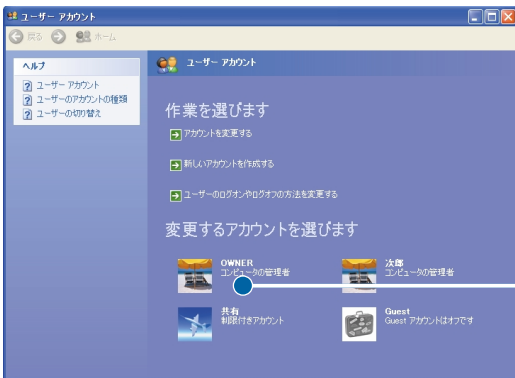 ユーザー アカウント
戻る
ホーム
ヘルプ
ユーザー アカウント
ユーザーのアカウントの種類
ユーザーの切り替え
ユーザー アカウント
作業を選びます
アカウントを変更する
新しいアカウントを作成する
ユーザーのログオンやログオフの方法を変更する
変更するアカウントを選びます
OWNER
コンピュータの管理者
次郎
コンピュータの管理者
共有
制限付きアカウント
Guest
Guest アカウントはオフです